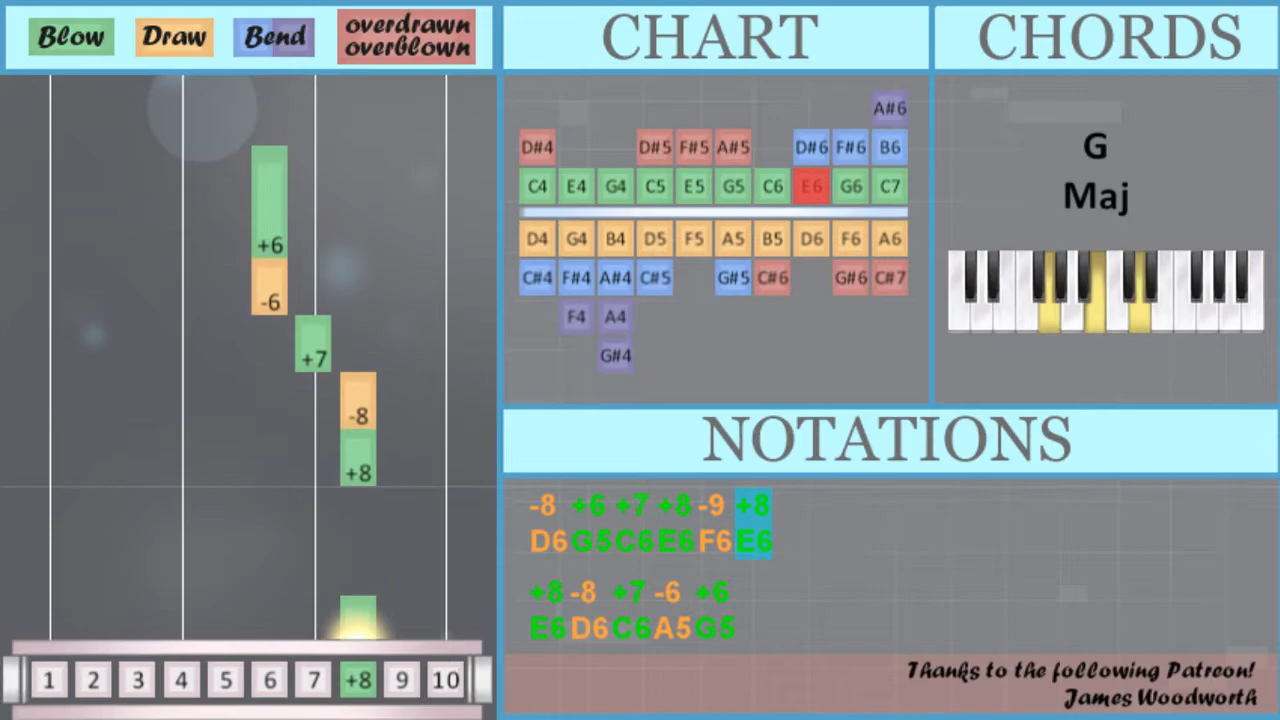 Blow Draw Bend overdrawn
overblown
CHART
CHORDS
+6
-6
+7
-8
+8
1 2 3 4 5 6 7 +8 9 10
A#6
D#4 D#5 F#5 A#5 D#6 F#6 B6
C4 E4 G4 C5 E5 G5 C6 E6 G6 C7
D4 G4 B4 D5 F5 A5 B5 D6 F6 A6
C#4 F#4 A#4 C#5 G#5 C#6 G#6 C#7
F4 A4
G#4
G
Maj
NOTATIONS
-8 +6 +7 +8 -9 +8
D6 G5 C6 E6 F6 E6
+8 -8 +7 -6 +6
E6 D6 C6 A5 G5
Thanks to the following Patreon!
James Woodworth